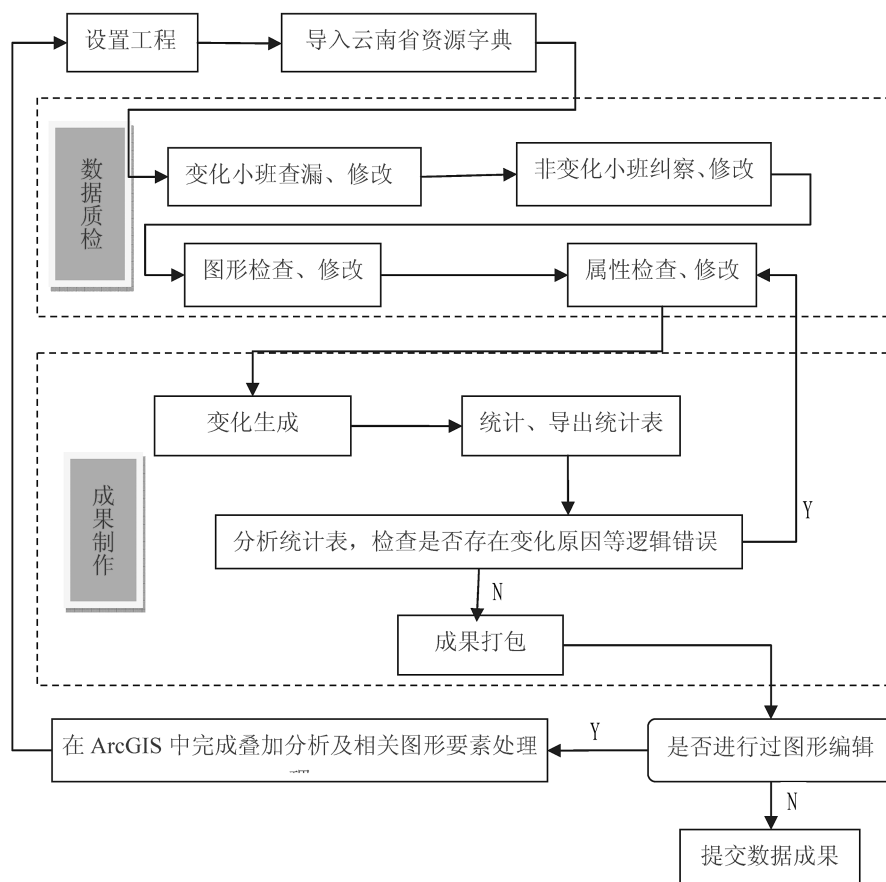 设置工程
导入云南省资源字典
数据质检
变化小班查漏、修改
非变化小班纠察、修改
图形检查、修改
属性检查、修改
成果制作
变化生成
统计、导出统计表
分析统计表，检查是否存在变化原因等逻辑错误
Y
N
成果打包
在 ArcGIS 中完成叠加分析及相关图形要素处理
Y
是否进行过图形编辑
N
提交数据成果